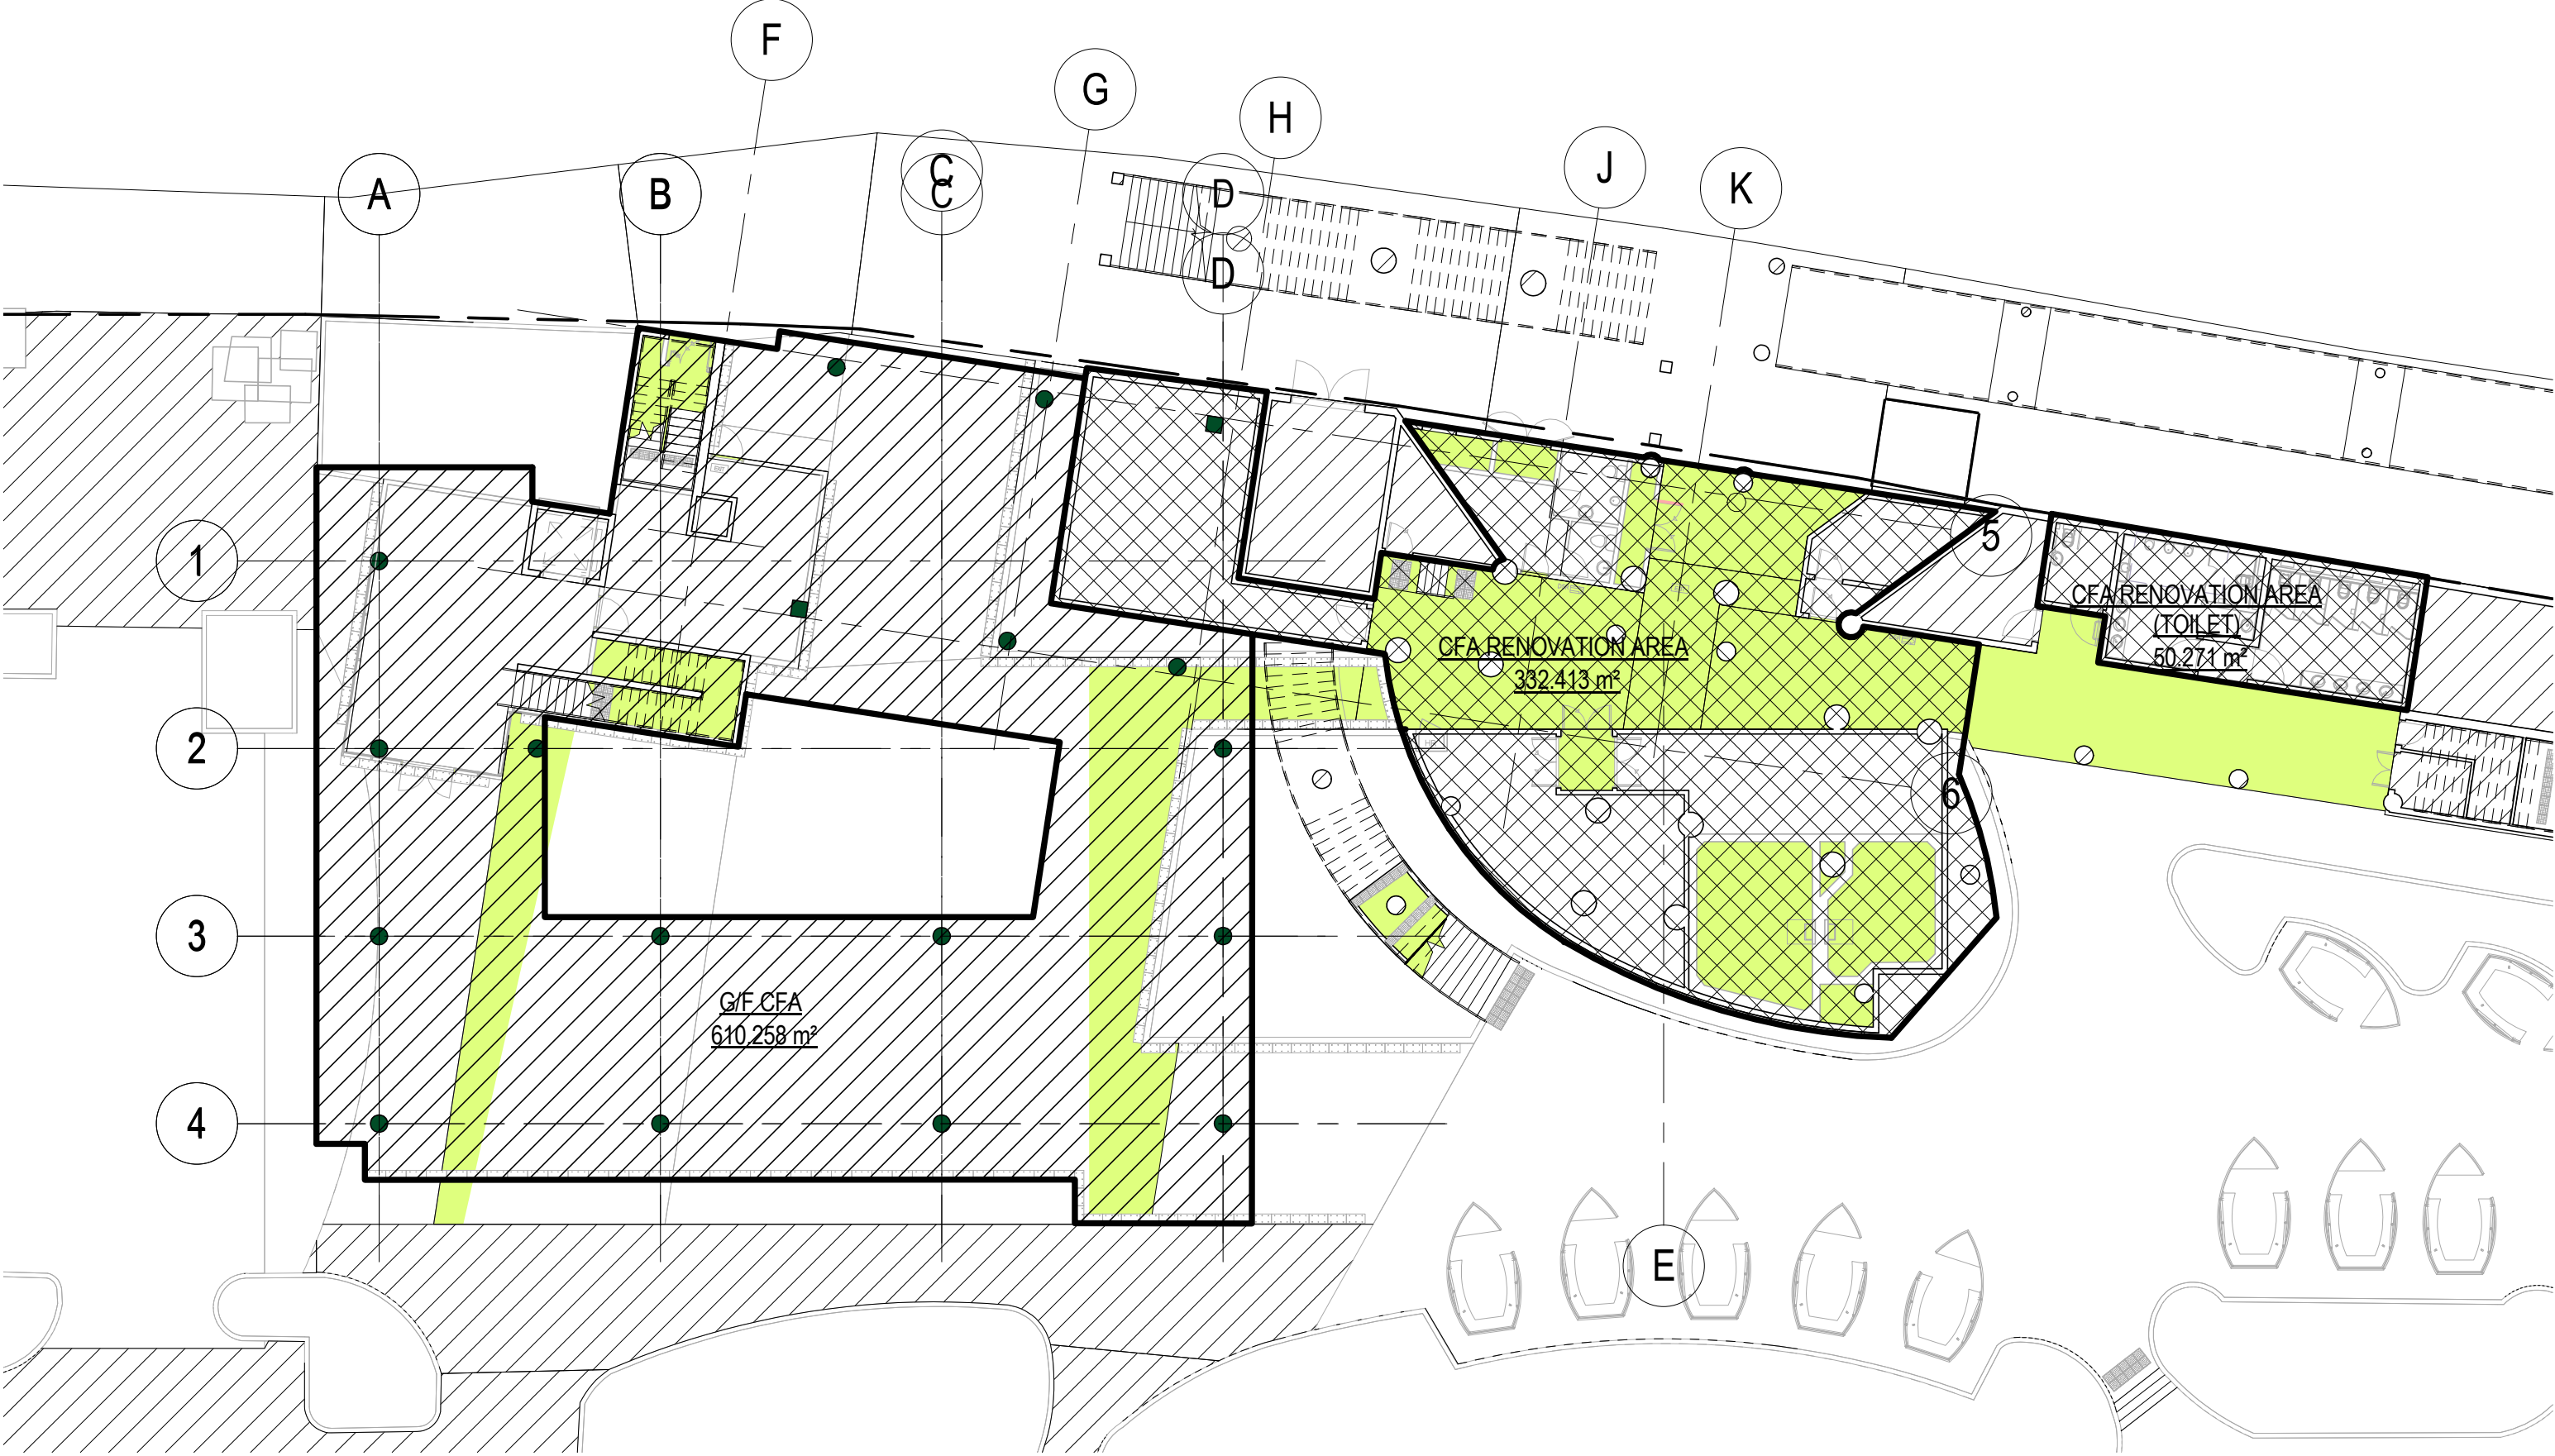 F
G
H
J
K
A
B
C
C
D
D
1
5
CFA RENOVATION AREA
(TOILET)
50.271 m²
CFA RENOVATION AREA
332.413 m²
2
6
3
G/F CFA
610.258 m²
4
E